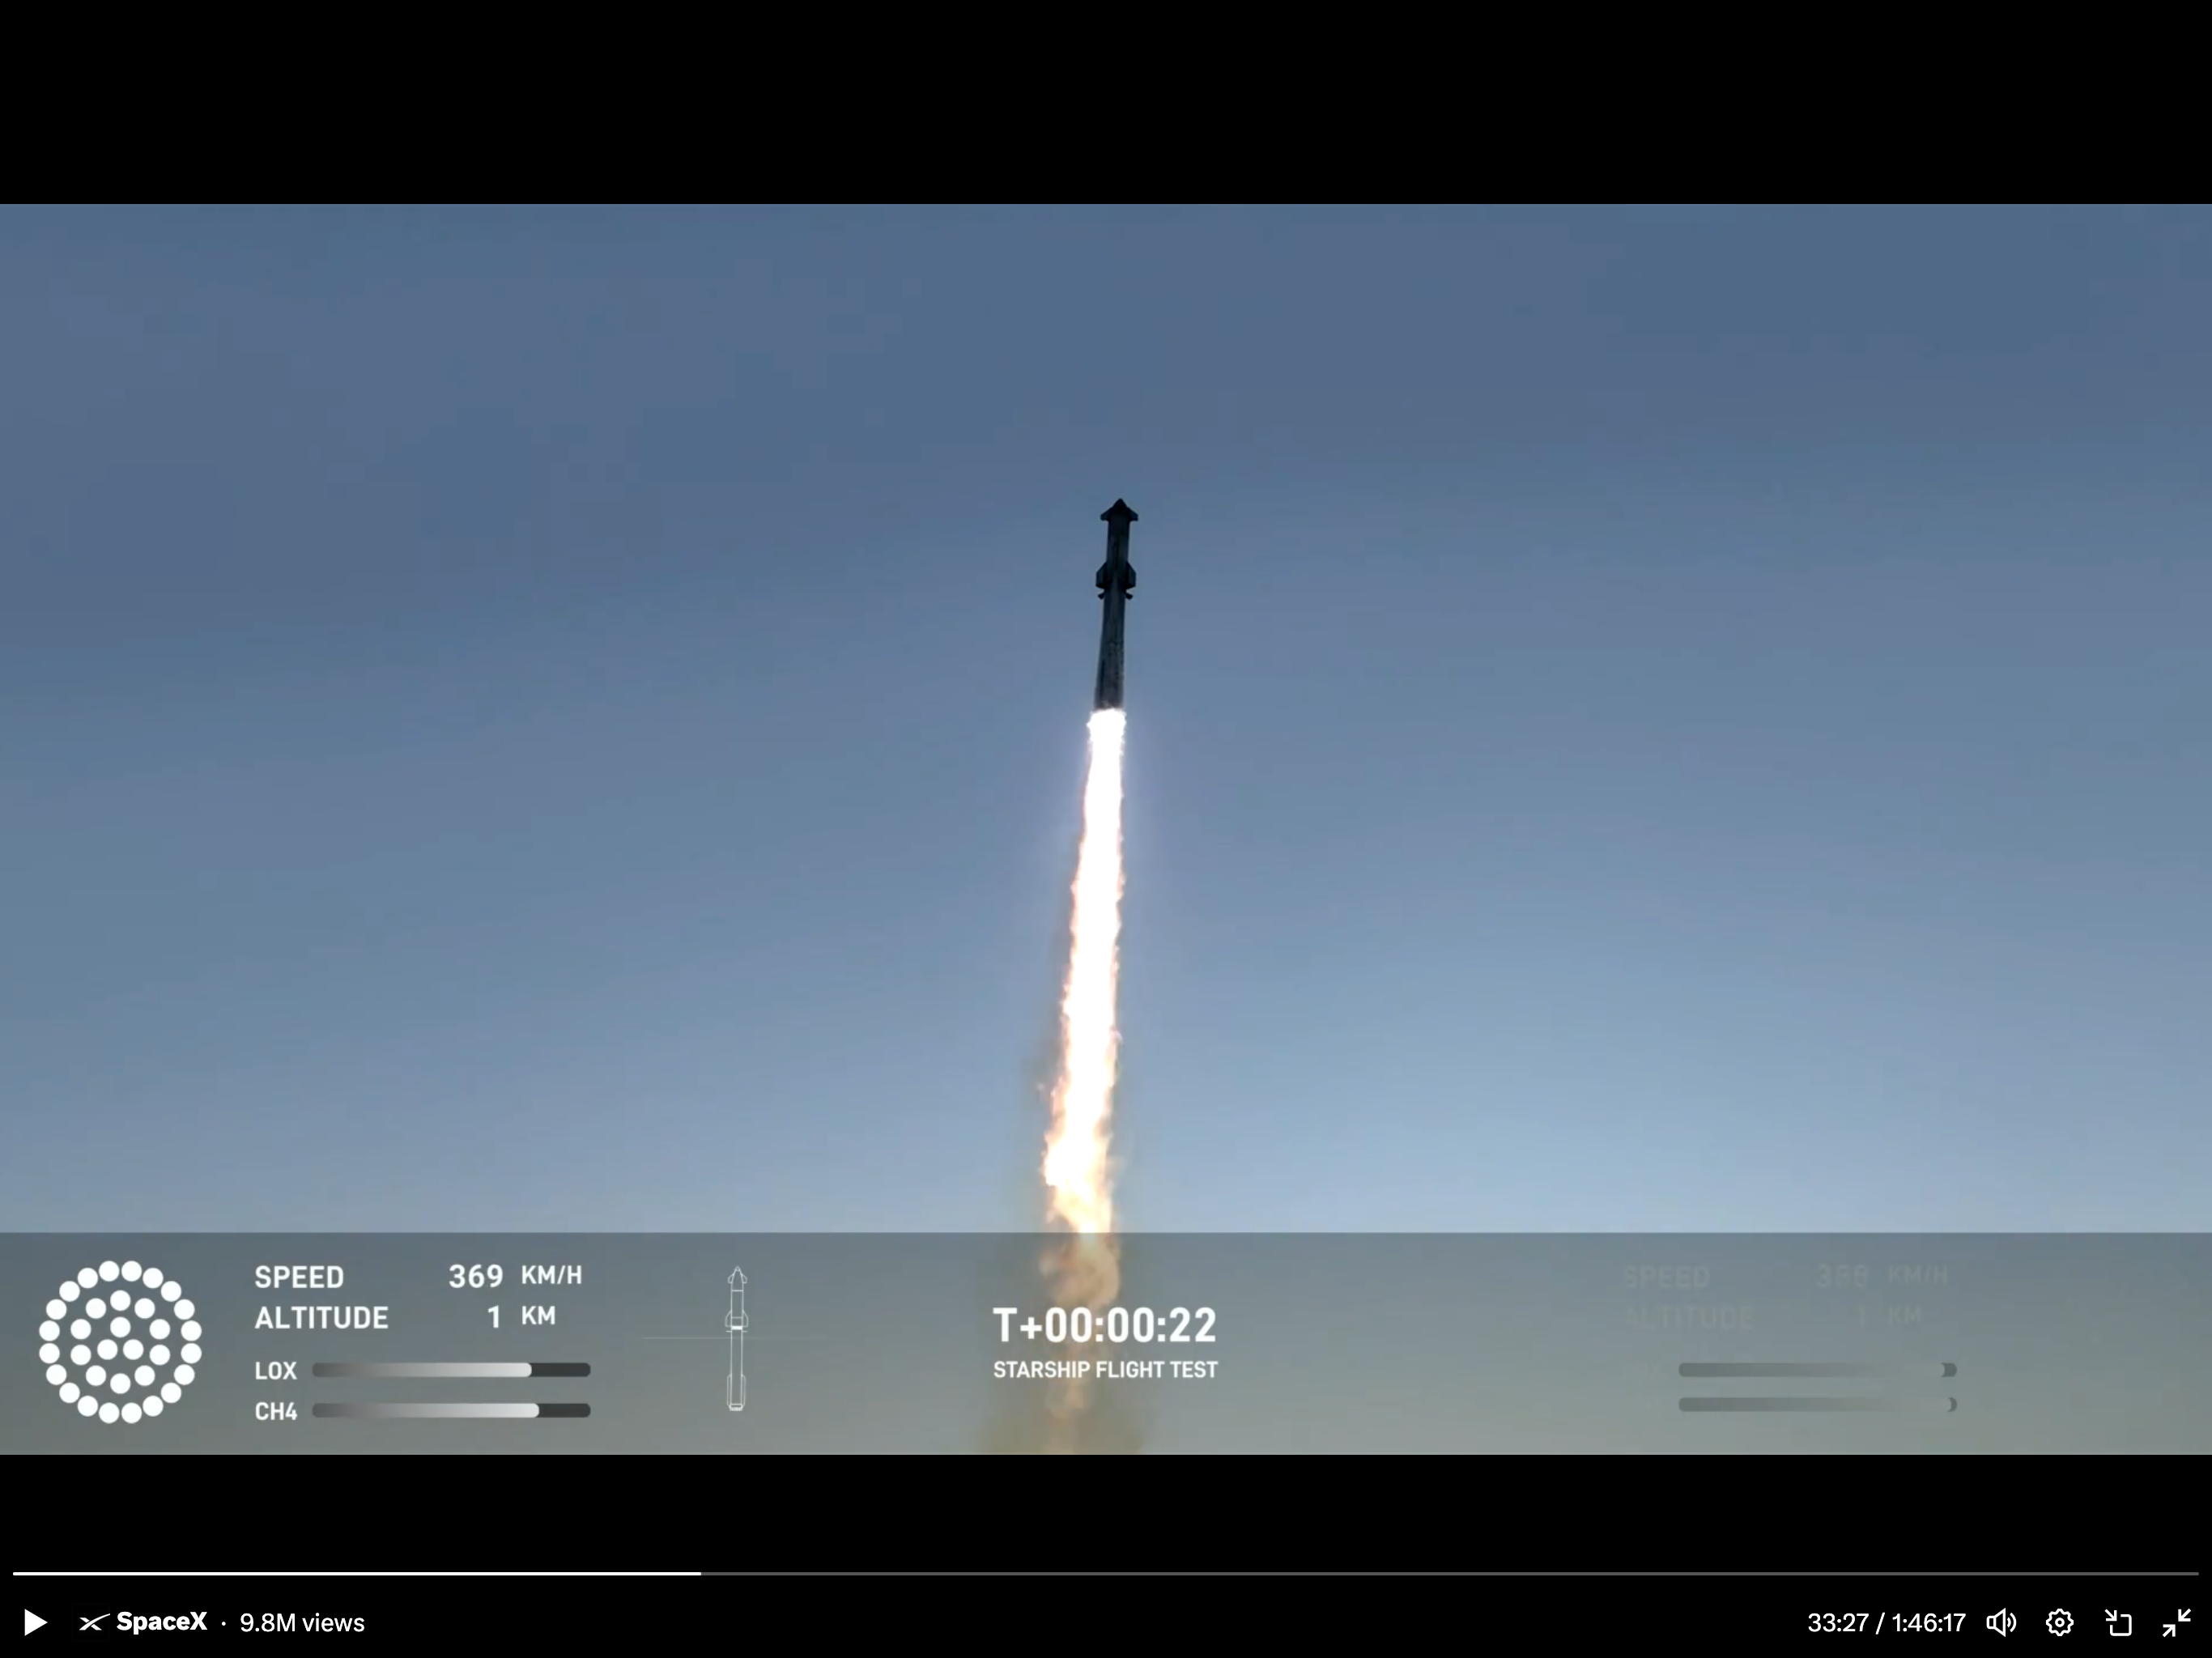 SPEED 369 KM/H
ALTITUDE 1 KM
LOX
CH4
T+00:00:22
STARSHIP FLIGHT TEST
SPEED 368 KM/H
ALTITUDE 1 KM
SpaceX · 9.8M views
33:27 / 1:46:17